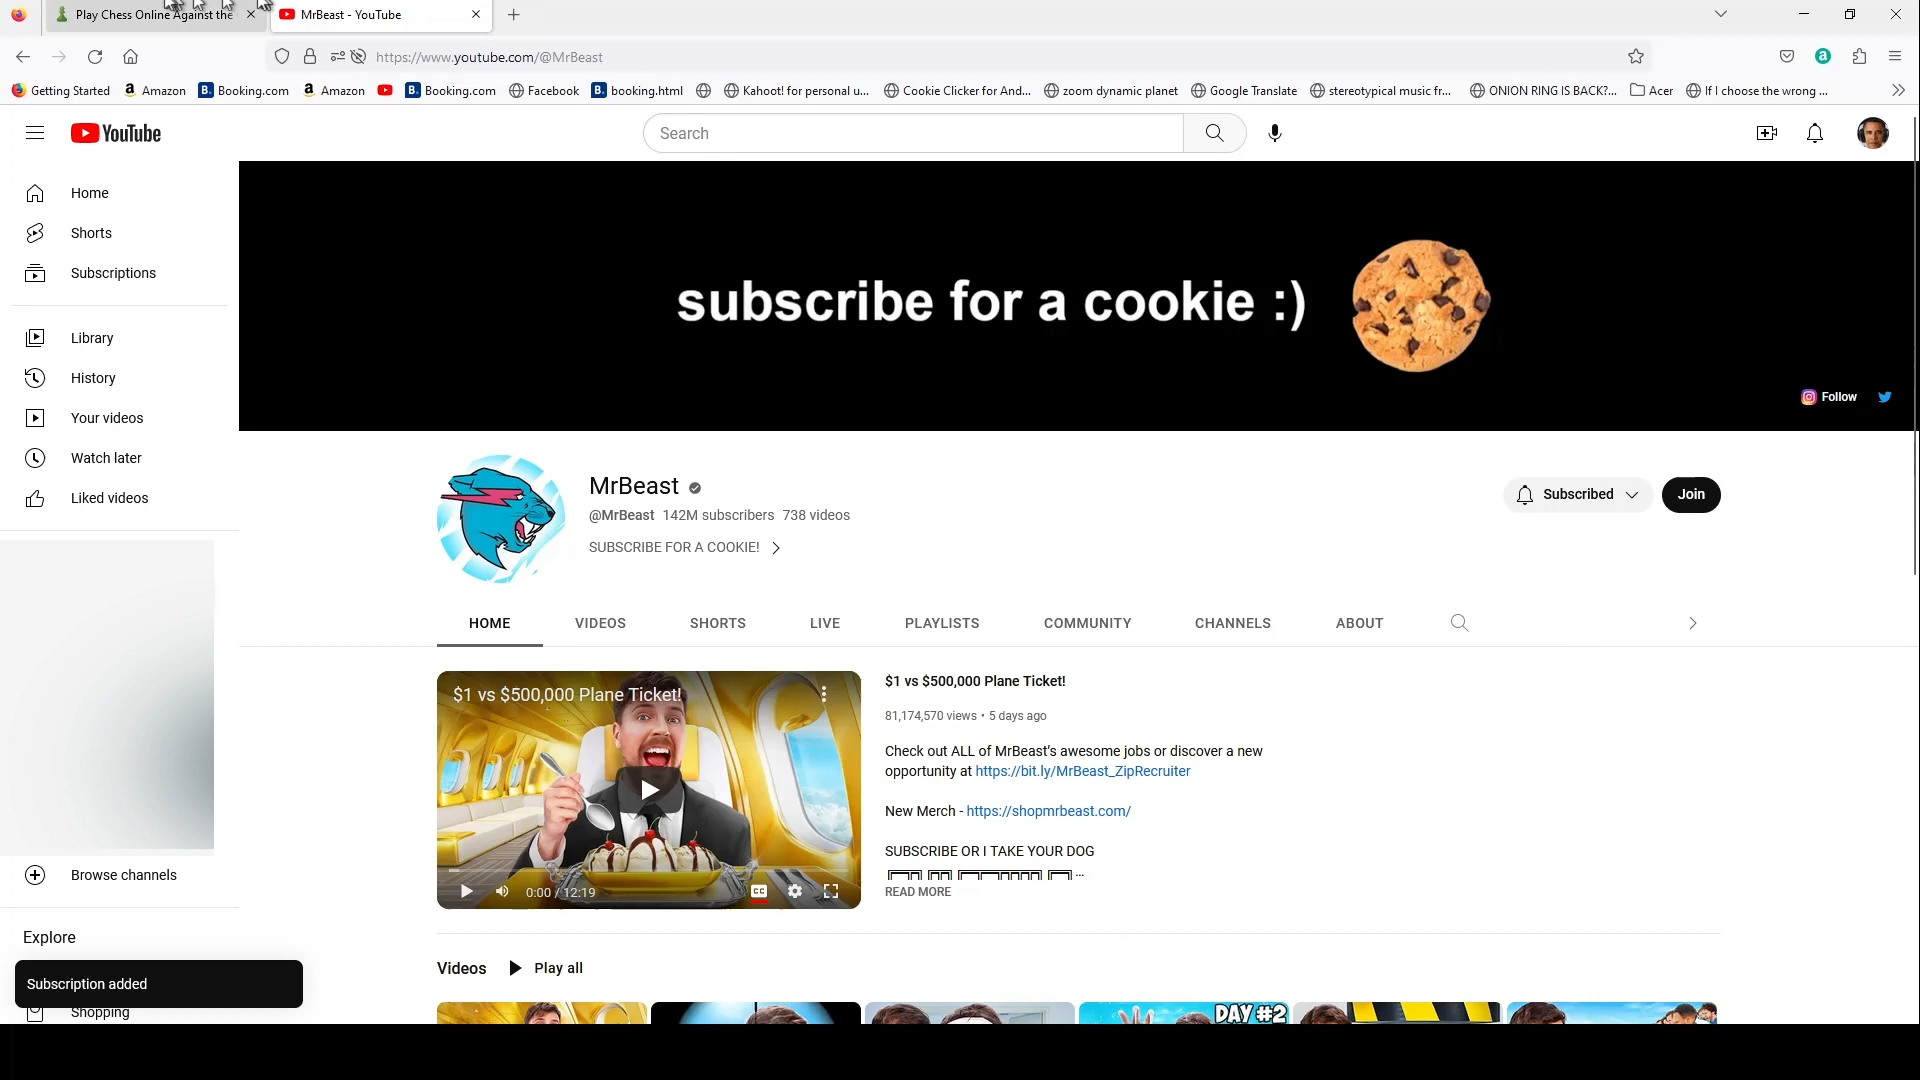 Play Chess Online Against the
MrBeast - YouTube
https://www.youtube.com/@MrBeast
Getting Started
Amazon
Booking.com
Amazon
Booking.com
Facebook
booking.html
Kahoot! for personal u...
Cookie Clicker for And...
zoom dynamic planet
Google Translate
stereotypical music fr...
ONION RING IS BACK?...
Acer
If I choose the wrong ...
YouTube
Search
Home
Shorts
Subscriptions
Library
History
Your videos
Watch later
Liked videos
Browse channels
Explore
Subscription added
Shopping
subscribe for a cookie :)
Follow
MrBeast
@MrBeast 142M subscribers 738 videos
SUBSCRIBE FOR A COOKIE!
Subscribed
Join
HOME
VIDEOS
SHORTS
LIVE
PLAYLISTS
COMMUNITY
CHANNELS
ABOUT
$1 vs $500,000 Plane Ticket!
0:00 / 12:19
CC
$1 vs $500,000 Plane Ticket!
81,174,570 views • 5 days ago
Check out ALL of MrBeast's awesome jobs or discover a new
opportunity at https://bit.ly/MrBeast_ZipRecruiter
New Merch - https://shopmrbeast.com/
SUBSCRIBE OR I TAKE YOUR DOG
╔═╦╗ ╔╦╗ ╔═╦═╦╦╦╦╗ ╔═╗ ...
READ MORE
Videos
Play all
DAY #2